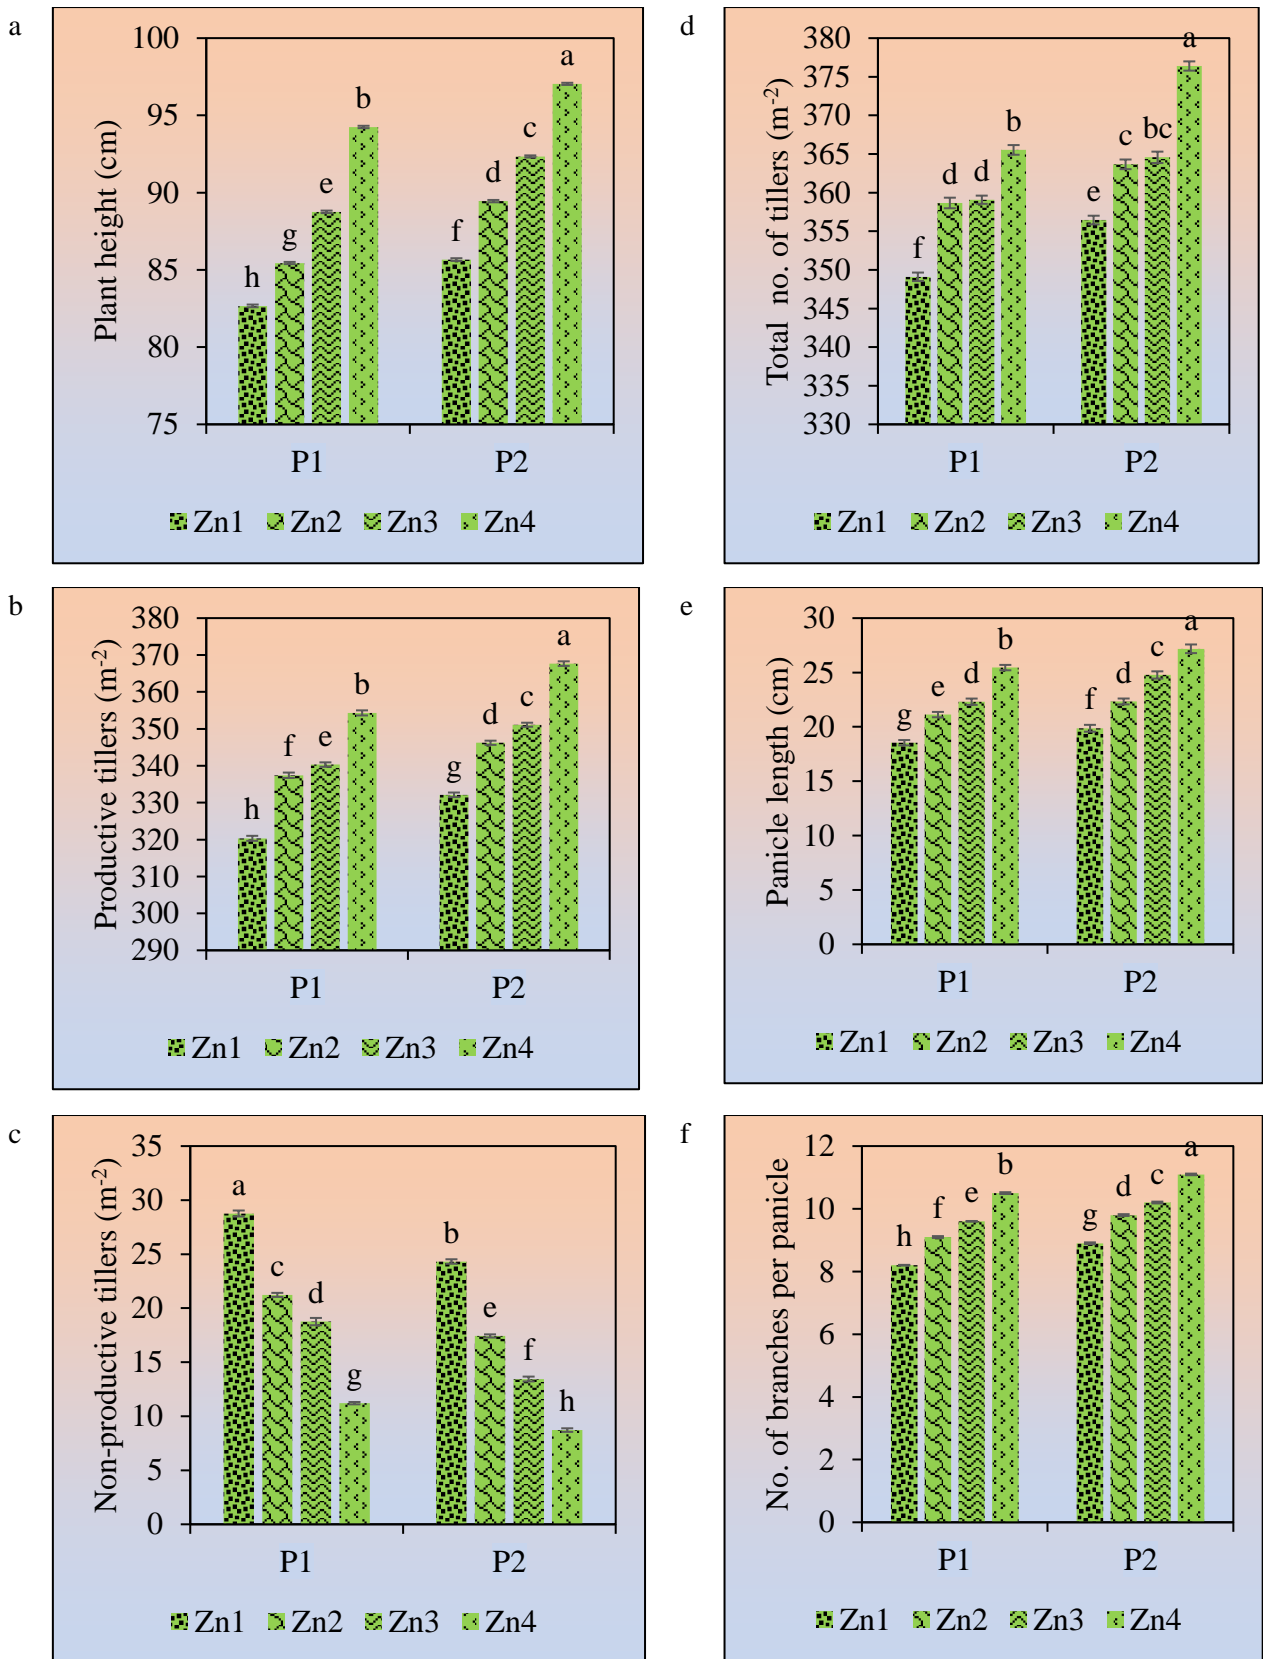 a
Plant height (cm)
100
95
90
85
80
75
h
g
e
b
f
d
c
a
P1
P2
Zn1 Zn2 Zn3 Zn4
d
Total no. of tillers (m-2)
380
375
370
365
360
355
350
345
340
335
330
f
d
d
b
e
c
bc
a
P1
P2
Zn1 Zn2 Zn3 Zn4
b
Productive tillers (m-2)
380
370
360
350
340
330
320
310
300
290
h
f
e
b
g
d
c
a
P1
P2
Zn1 Zn2 Zn3 Zn4
e
Panicle length (cm)
30
25
20
15
10
5
0
g
e
d
b
f
d
c
a
P1
P2
Zn1 Zn2 Zn3 Zn4
c
Non-productive tillers (m-2)
35
30
25
20
15
10
5
0
a
c
d
g
b
e
f
h
P1
P2
Zn1 Zn2 Zn3 Zn4
f
No. of branches per panicle
12
10
8
6
4
2
0
h
f
e
b
g
d
c
a
P1
P2
Zn1 Zn2 Zn3 Zn4